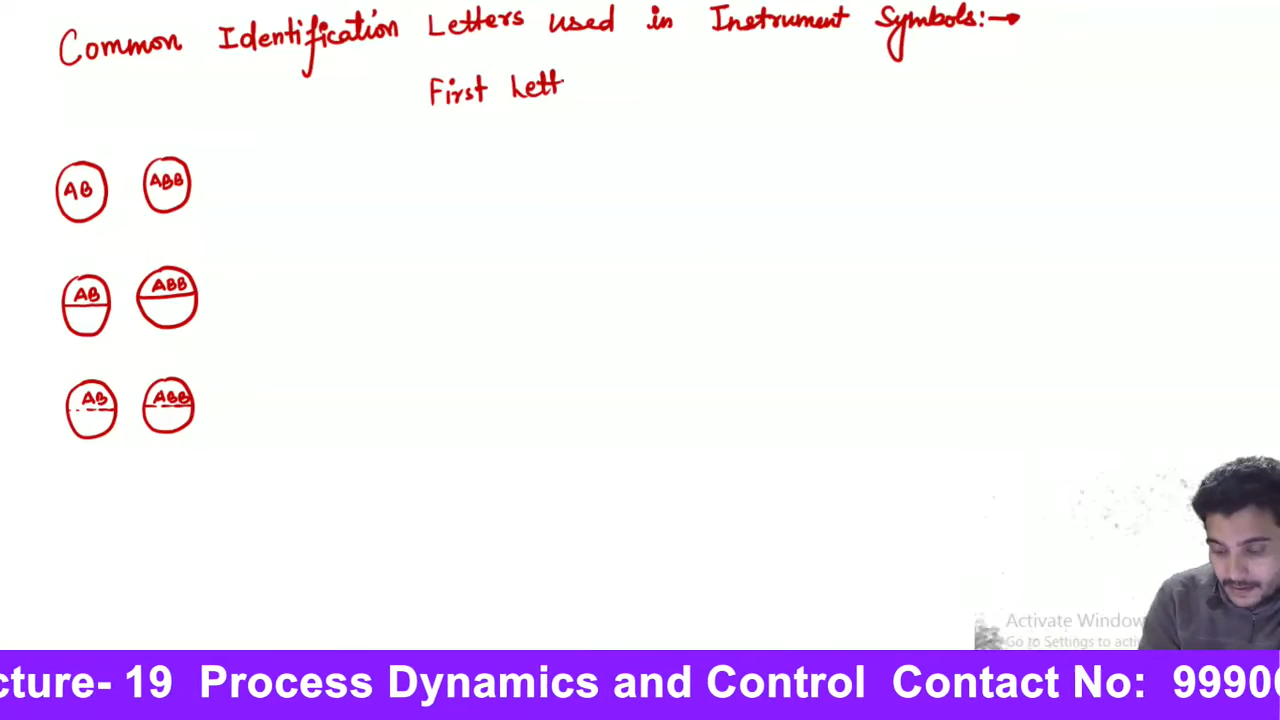 Common Identification Letters used in Instrument Symbols:→
First Lett
AB ABB
AB ABB
AB ABB
Activate Window
Go to Settings to acti
cture- 19 Process Dynamics and Control Contact No: 9990